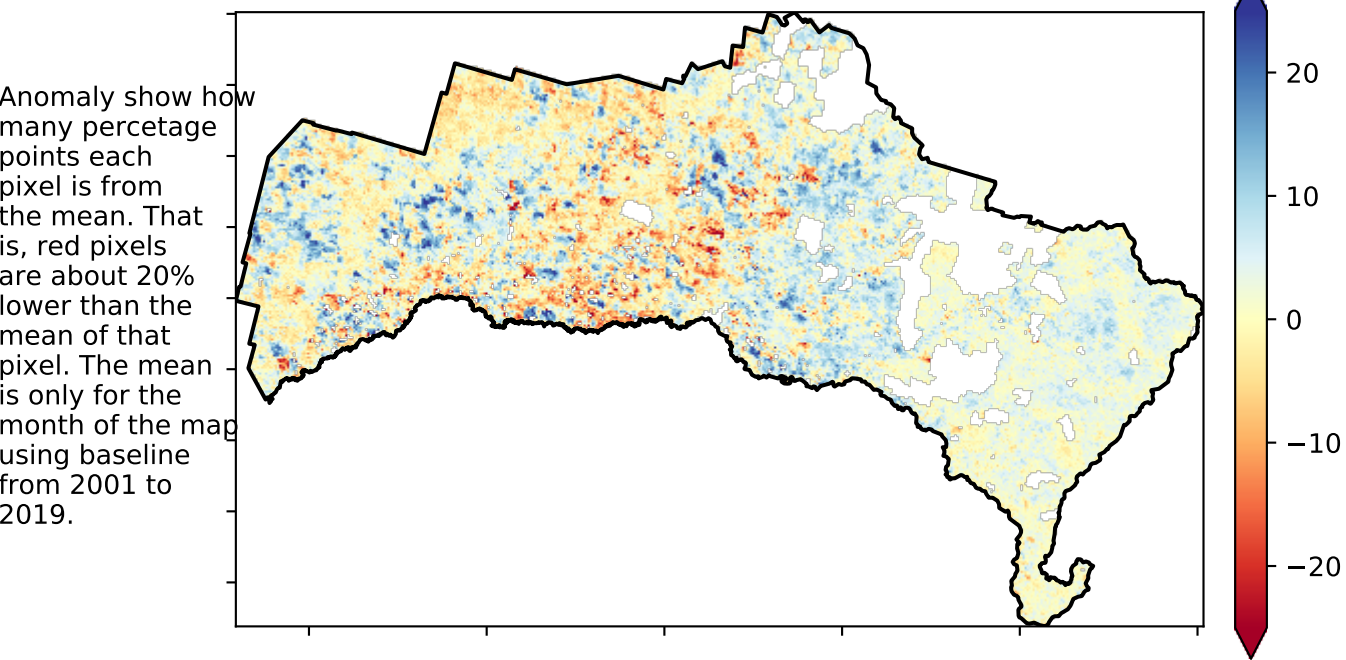 Anomaly show how
many percetage
points each
pixel is from
the mean. That
is, red pixels
are about 20%
lower than the
mean of that
pixel. The mean
is only for the
month of the map
using baseline
from 2001 to
2019.
20
10
0
−10
−20